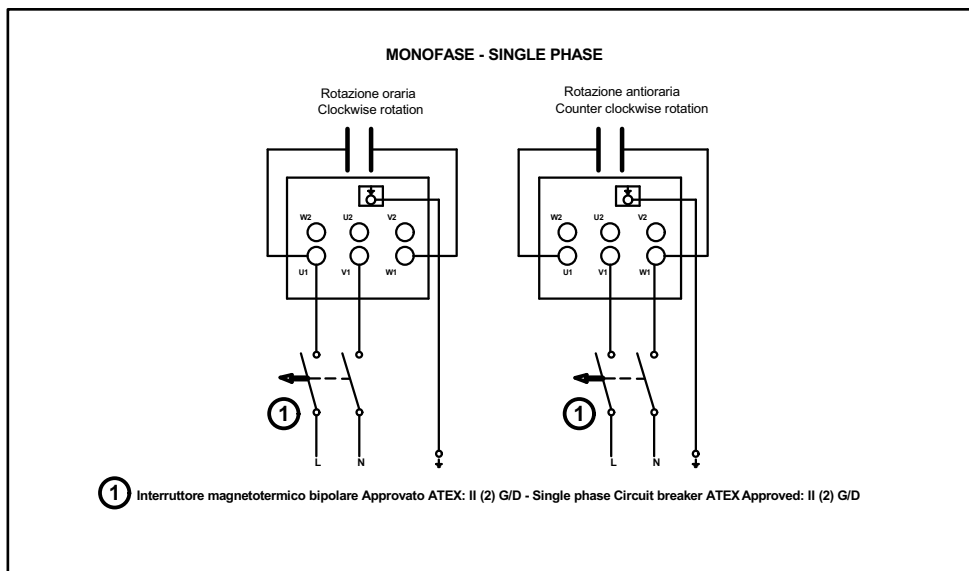 MONOFASE - SINGLE PHASE
Rotazione oraria
Clockwise rotation
W2 U2 V2
U1 V1 W1
1
L N
Rotazione antioraria
Counter clockwise rotation
W2 U2 V2
U1 V1 W1
1
L N
1 Interruttore magnetotermico bipolare Approvato ATEX: II (2) G/D - Single phase Circuit breaker ATEX Approved: II (2) G/D